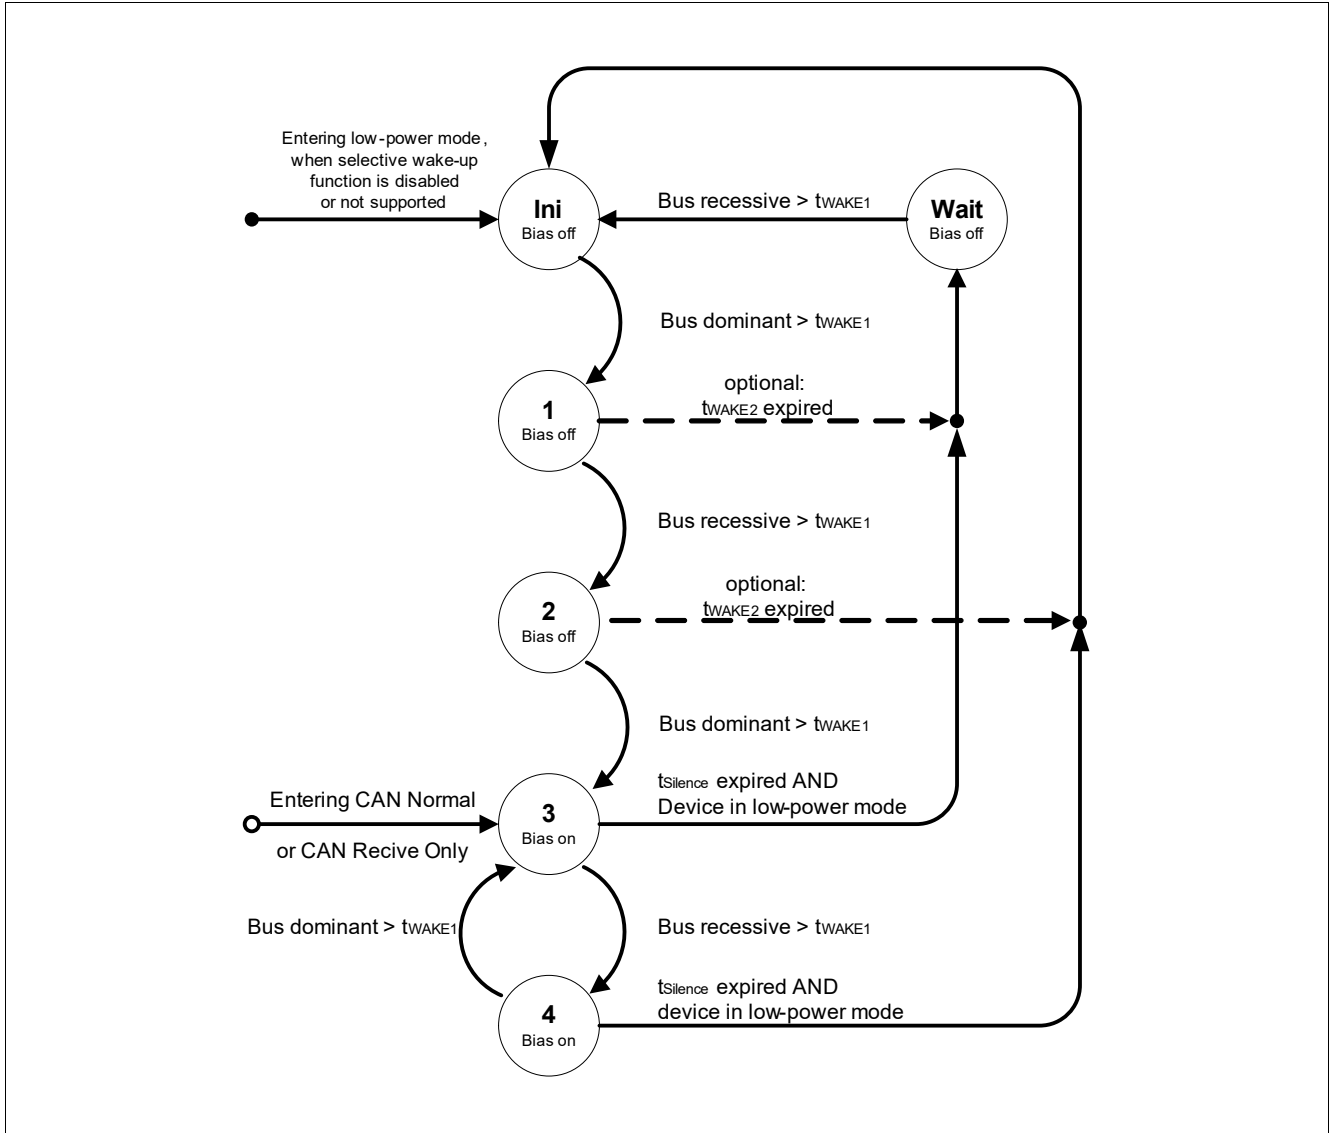 Entering low-power mode,
when selective wake-up
function is disabled
or not supported
Ini
Bias off
Bus recessive > tWAKE1
Wait
Bias off
Bus dominant > tWAKE1
1
Bias off
optional:
tWAKE2 expired
Bus recessive > tWAKE1
2
Bias off
optional:
tWAKE2 expired
Bus dominant > tWAKE1
Entering CAN Normal
or CAN Recive Only
3
Bias on
tSilence expired AND
Device in low-power mode
Bus dominant > tWAKE1
Bus recessive > tWAKE1
4
Bias on
tSilence expired AND
device in low-power mode